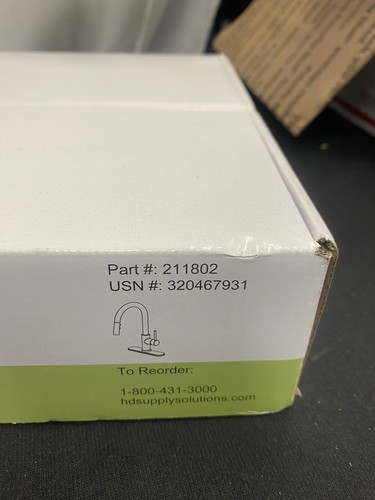 Part #: 211802
USN #: 320467931
To Reorder:
1-800-431-3000
hdsupplysolutions.com